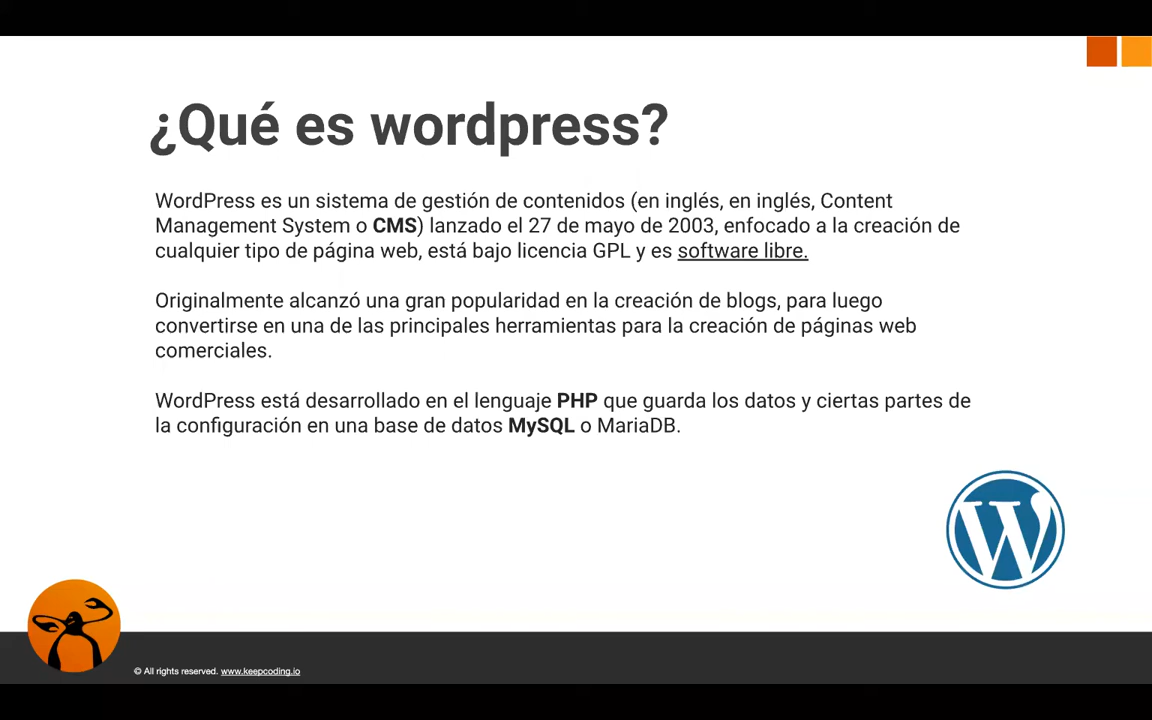 ¿Qué es wordpress?
WordPress es un sistema de gestión de contenidos (en inglés, en inglés, Content
Management System o CMS) lanzado el 27 de mayo de 2003, enfocado a la creación de
cualquier tipo de página web, está bajo licencia GPL y es software libre.
Originalmente alcanzó una gran popularidad en la creación de blogs, para luego
convertirse en una de las principales herramientas para la creación de páginas web
comerciales.
WordPress está desarrollado en el lenguaje PHP que guarda los datos y ciertas partes de
la configuración en una base de datos MySQL o MariaDB.
W
© All rights reserved. www.keepcoding.io